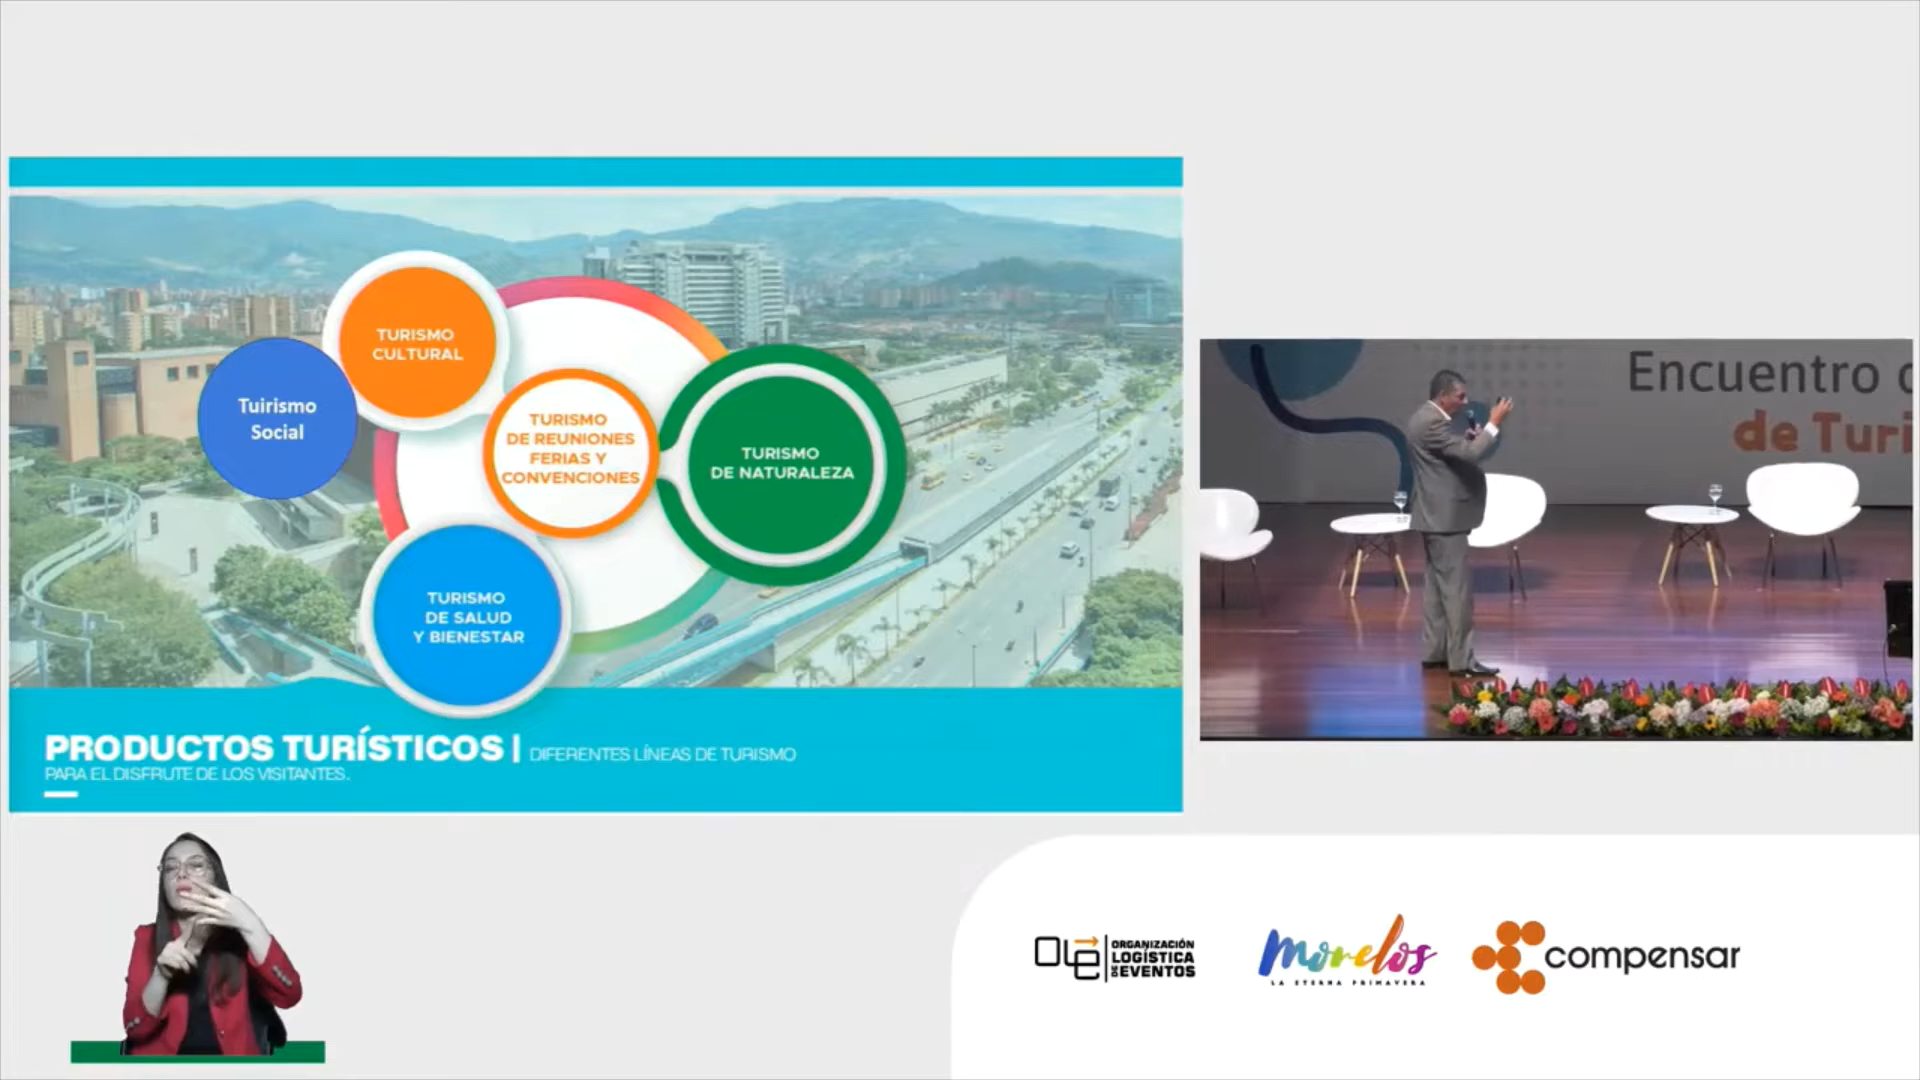 TURISMO
CULTURAL
Tuirismo
Social
TURISMO
DE REUNIONES
FERIAS Y
CONVENCIONES
TURISMO
DE NATURALEZA
TURISMO
DE SALUD
Y BIENESTAR
PRODUCTOS TURÍSTICOS | DIFERENTES LÍNEAS DE TURISMO
PARA EL DISFRUTE DE LOS VISITANTES.
Encuentro
de Turi
OLE
ORGANIZACIÓN
LOGÍSTICA
DE EVENTOS
morelos
LA ETERNA PRIMAVERA
compensar